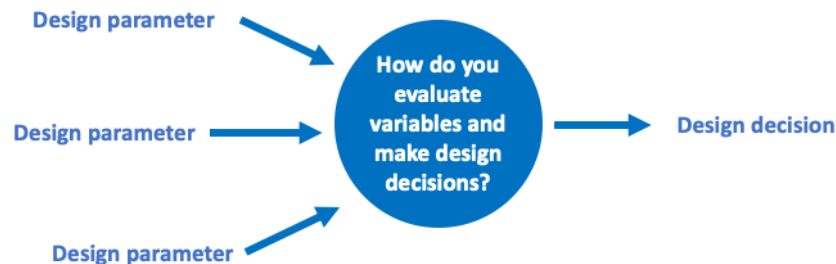 Design parameter
Design parameter
Design parameter
How do you
evaluate
variables and
make design
decisions?
Design decision